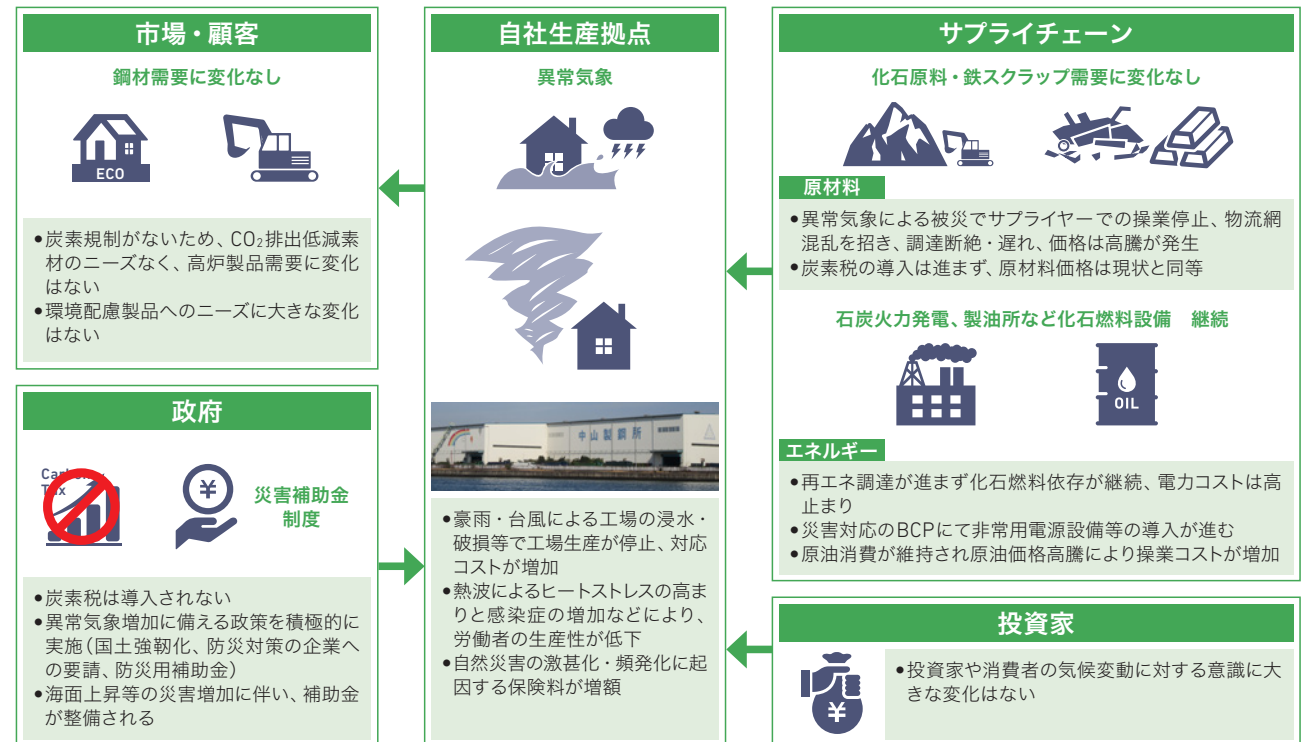 市場・顧客
鋼材需要に変化なし
ECO
●炭素規制がないため、CO₂排出低減素
材のニーズなく、高炉製品需要に変化
はない
●環境配慮製品へのニーズに大きな変化
はない
政府
Carbon
Tax
¥
災害補助金
制度
●炭素税は導入されない
●異常気象増加に備える政策を積極的に
実施(国土強靭化、防災対策の企業へ
の要請、防災用補助金)
●海面上昇等の災害増加に伴い、補助金
が整備される
自社生産拠点
異常気象
中山製鋼所
●豪雨・台風による工場の浸水・
破損等で工場生産が停止、対応
コストが増加
●熱波によるヒートストレスの高ま
りと感染症の増加などにより、
労働者の生産性が低下
●自然災害の激甚化・頻発化に起
因する保険料が増額
サプライチェーン
化石原料・鉄スクラップ需要に変化なし
原材料
●異常気象による被災でサプライヤーでの操業停止、物流網
混乱を招き、調達断絶・遅れ、価格は高騰が発生
●炭素税の導入は進まず、原材料価格は現状と同等
石炭火力発電、製油所など化石燃料設備　継続
OIL
エネルギー
●再エネ調達が進まず化石燃料依存が継続、電力コストは高
止まり
●災害対応のBCPにて非常用電源設備等の導入が進む
●原油消費が維持され原油価格高騰により操業コストが増加
投資家
¥
●投資家や消費者の気候変動に対する意識に大
きな変化はない